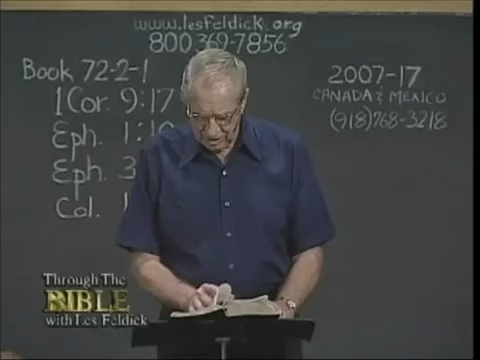 www.lesfeldick.org
800 369-7856
Book 72-2-1
1Cor. 9:17
Eph. 1:10
Eph. 3
Col. 1
2007-17
CANADA & MEXICO
(918)768-3218
Through The
BIBLE
with Les Feldick